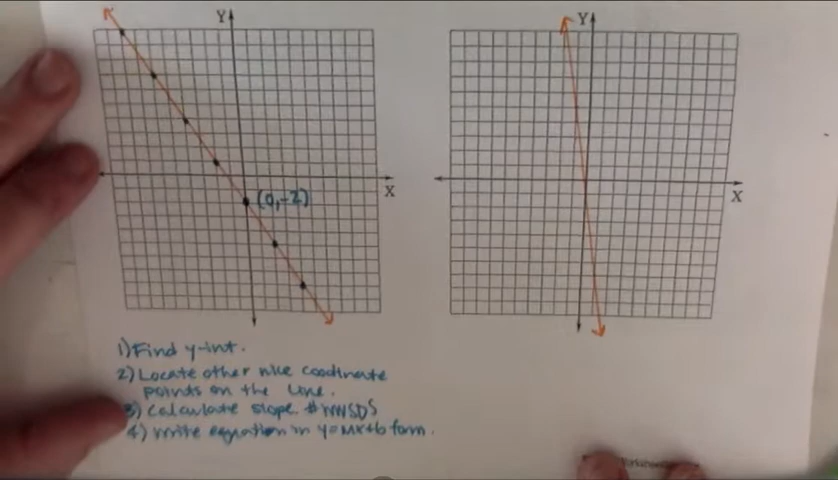 Y
Y
X
X
(0,-2)
1) Find y-int.
2) Locate other nice coordinate
points on the line.
3) Calculate slope. #WWSDS
4) Write equation in y=mx+b form.